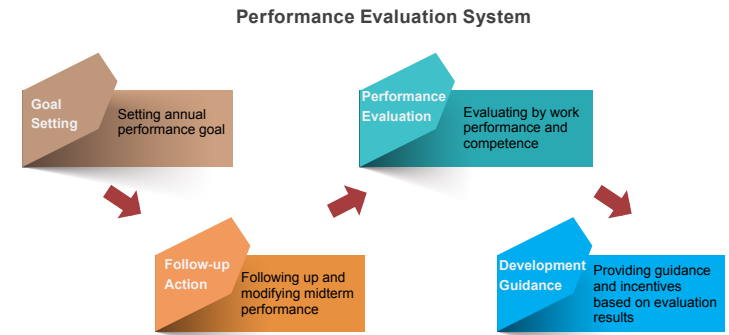 Performance Evaluation System
Goal
Setting
Setting annual
performance goal
Follow-up
Action
Following up and
modifying midterm
performance
Performance
Evaluation
Evaluating by work
performance and
competence
Development
Guidance
Providing guidance
and incentives
based on evaluation
results